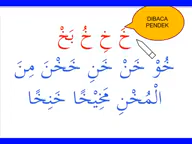 DIBACA
PENDEK
خَ خِ خُ بَخْ
خُوْ خَنْ خَنِ خَخْنَ مِنَ
الْمُخْنِ مَخِيْخًا خَنِخًا